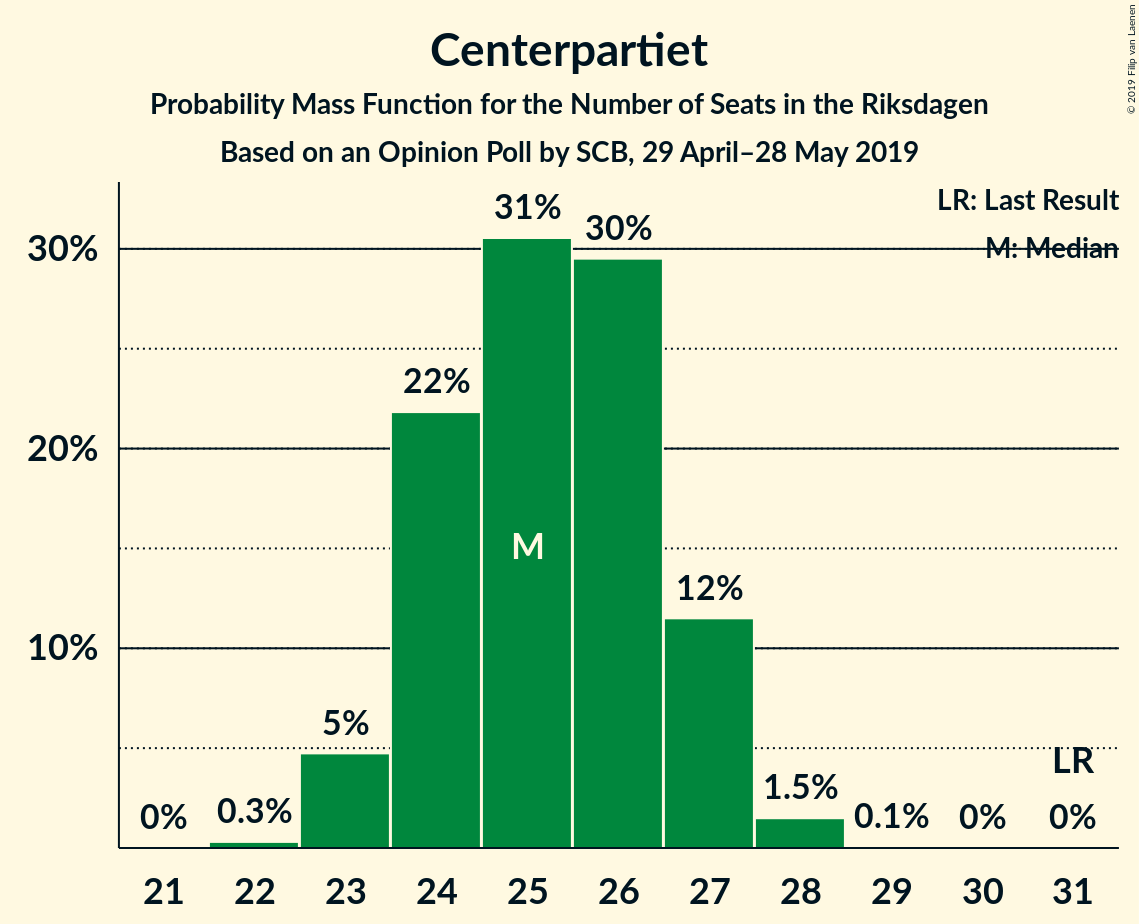 Centerpartiet
Probability Mass Function for the Number of Seats in the Riksdagen
Based on an Opinion Poll by SCB, 29 April–28 May 2019
© 2019 Filip van Laenen
LR: Last Result
M: Median
30%
20%
10%
0%
0.3%
5%
22%
31%
30%
12%
1.5%
0.1%
0%
0%
M
LR
21 22 23 24 25 26 27 28 29 30 31